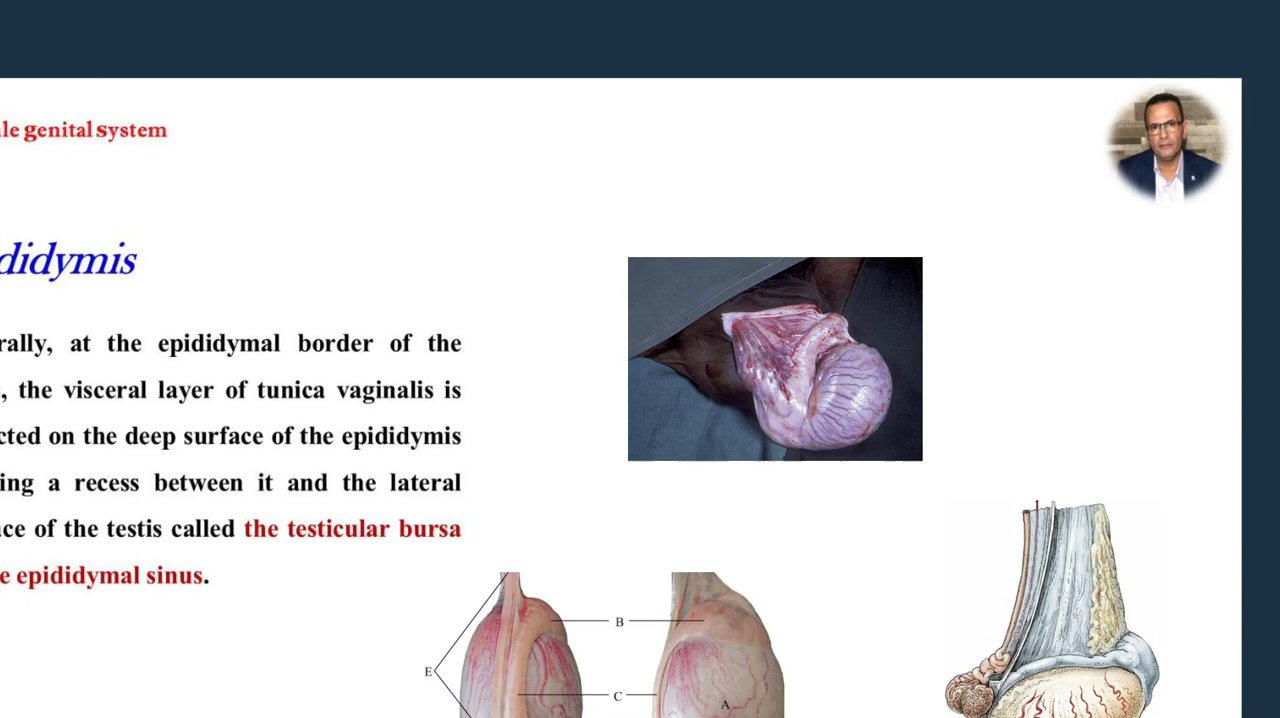 le genital system
didymis
rally, at the epididymal border of the
, the visceral layer of tunica vaginalis is
cted on the deep surface of the epididymis
ing a recess between it and the lateral
ce of the testis called the testicular bursa
e epididymal sinus.
B
E
C
A